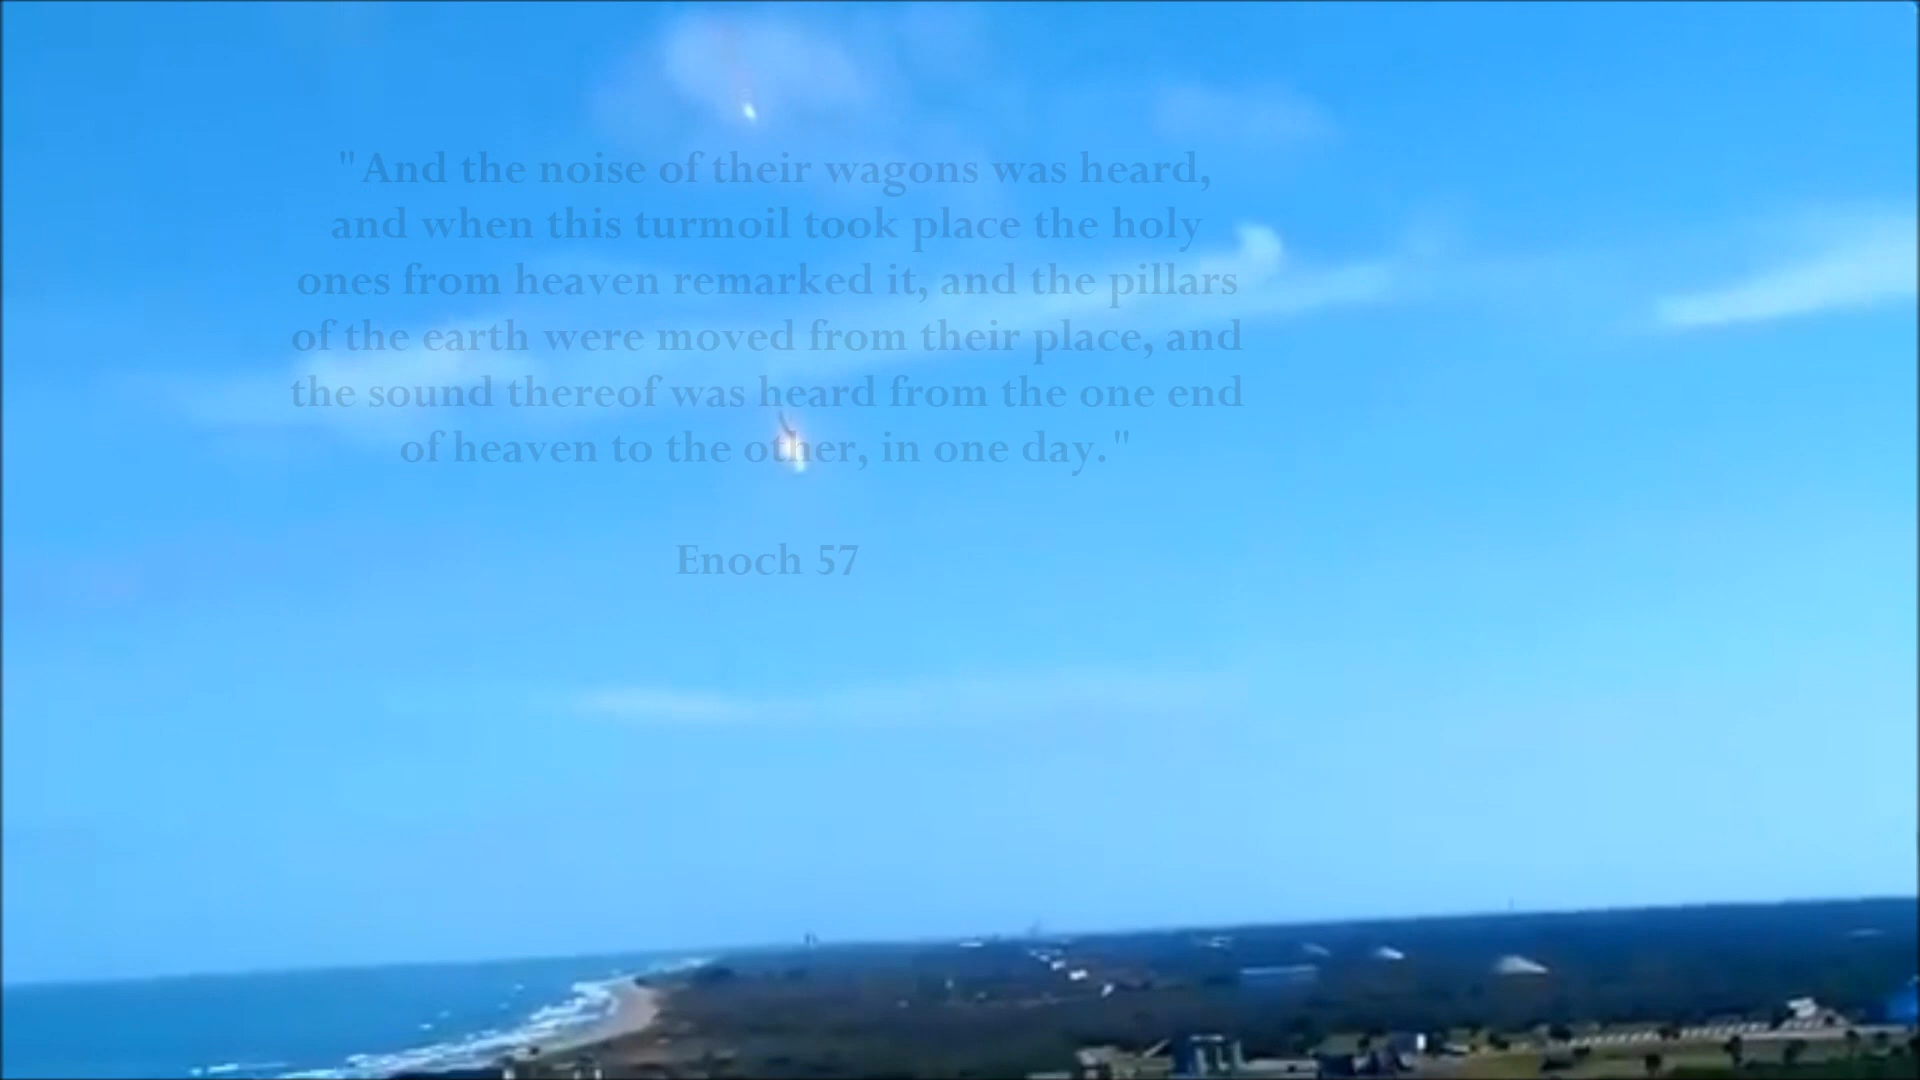 "And the noise of their wagons was heard,
and when this turmoil took place the holy
ones from heaven remarked it, and the pillars
of the earth were moved from their place, and
the sound thereof was heard from the one end
of heaven to the other, in one day."
Enoch 57